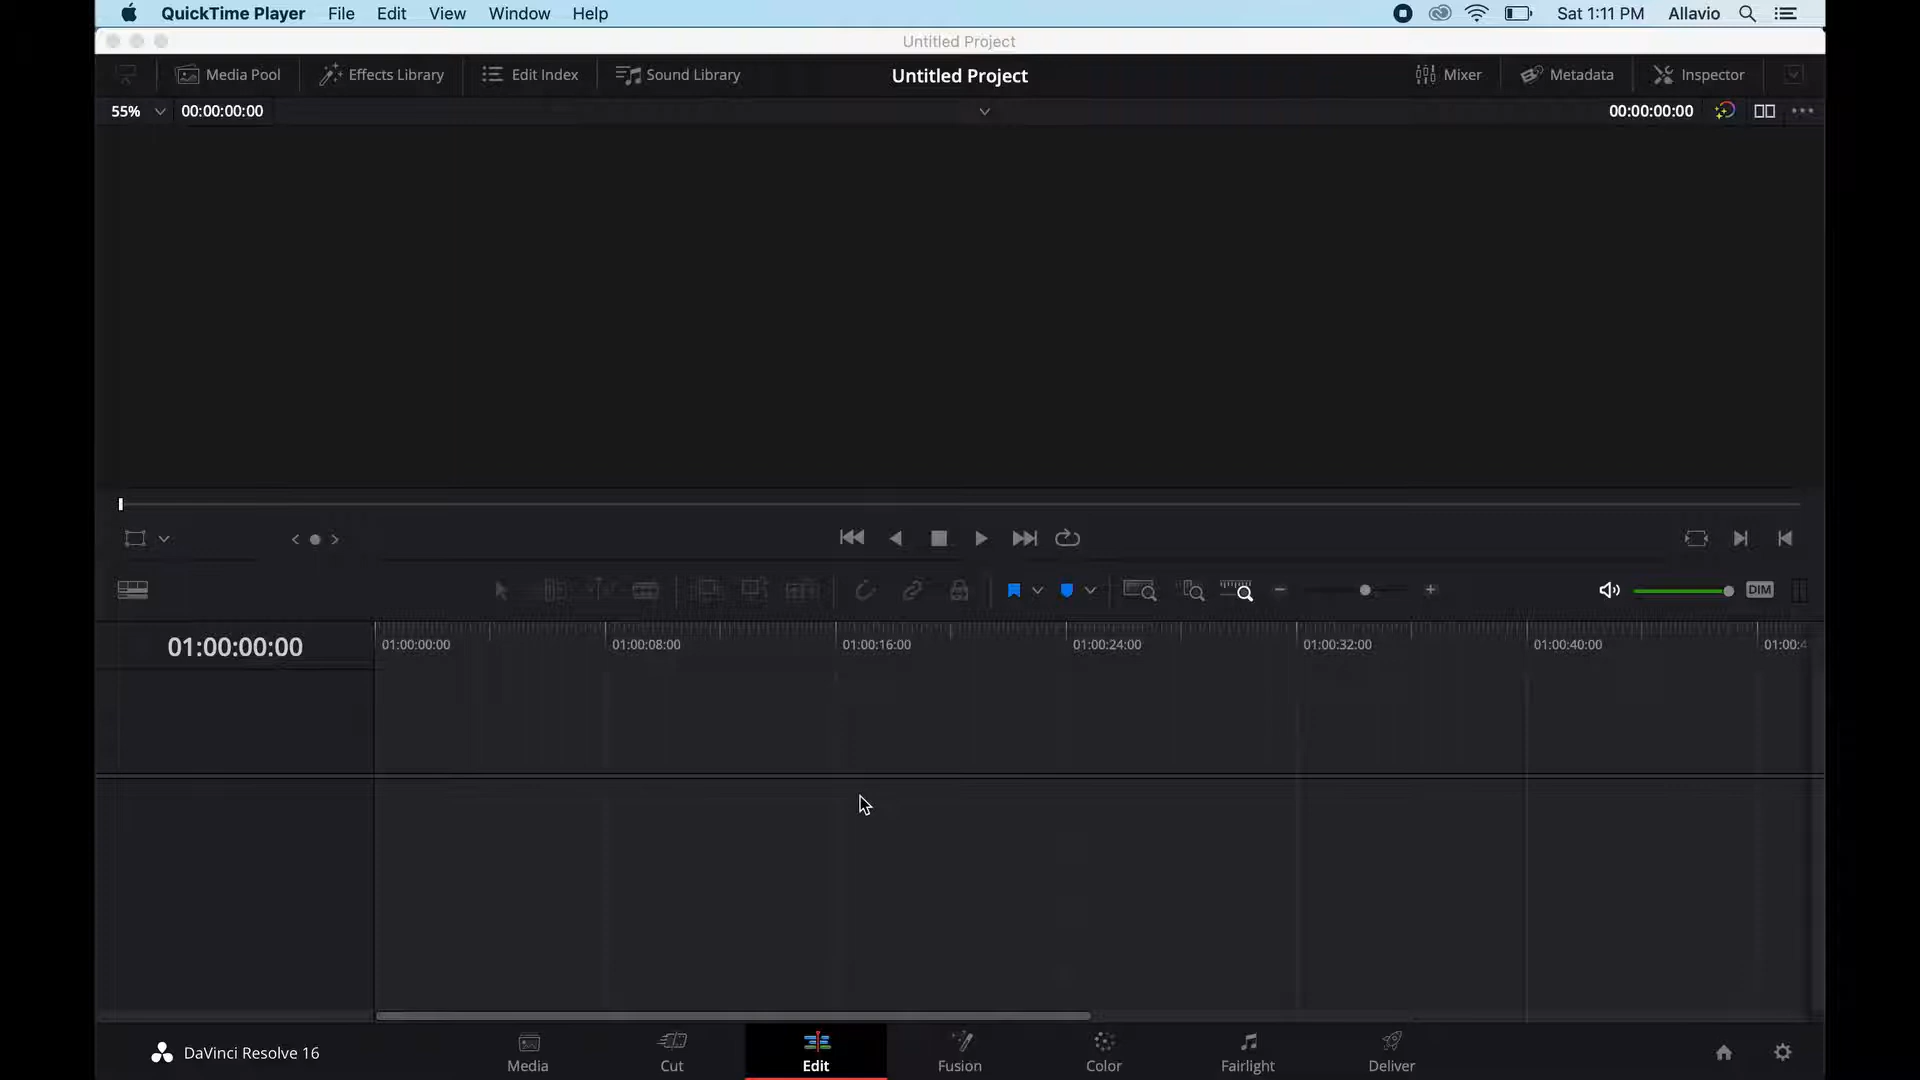 QuickTime Player File Edit View Window Help Sat 1:11 PM Allavio
Untitled Project
Media Pool Effects Library Edit Index Sound Library Untitled Project Mixer Metadata Inspector
55% 00:00:00:00 00:00:00:00
DIM
01:00:00:00 01:00:00:00 01:00:08:00 01:00:16:00 01:00:24:00 01:00:32:00 01:00:40:00 01:00:4
DaVinci Resolve 16 Media Cut Edit Fusion Color Fairlight Deliver